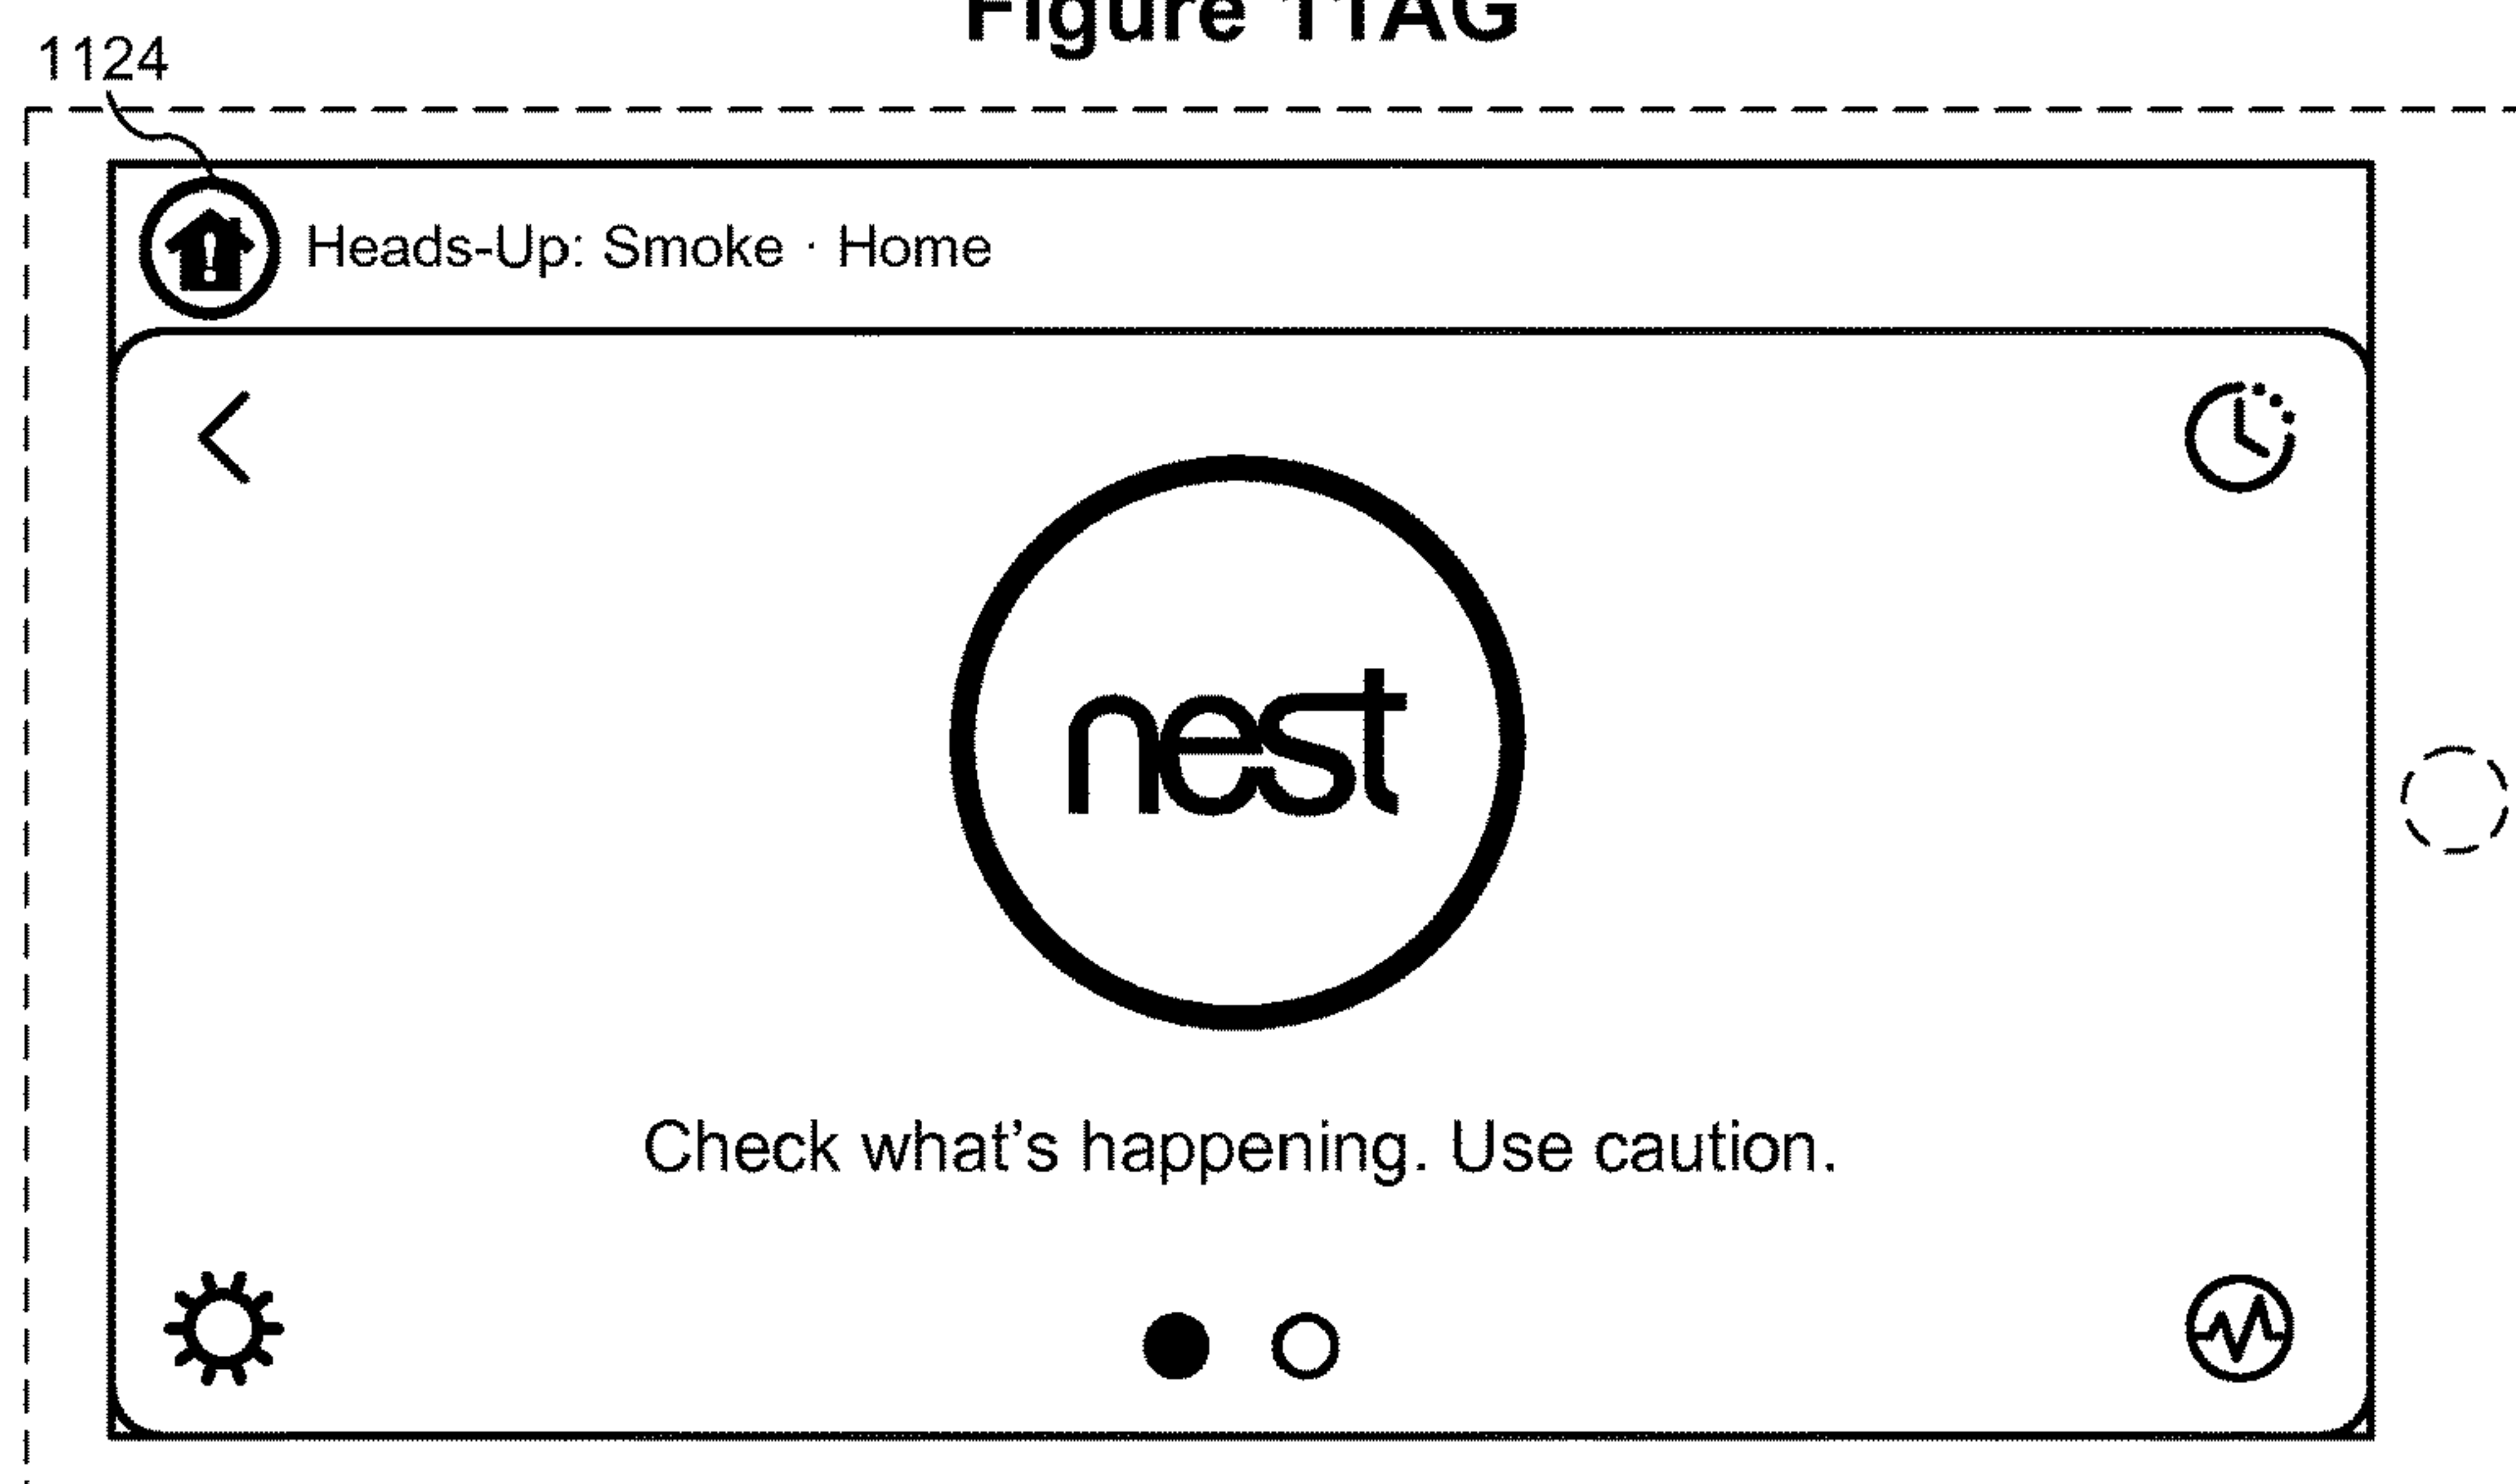 Figure 11AG
1124
Heads-Up: Smoke · Home
nest
Check what's happening. Use caution.